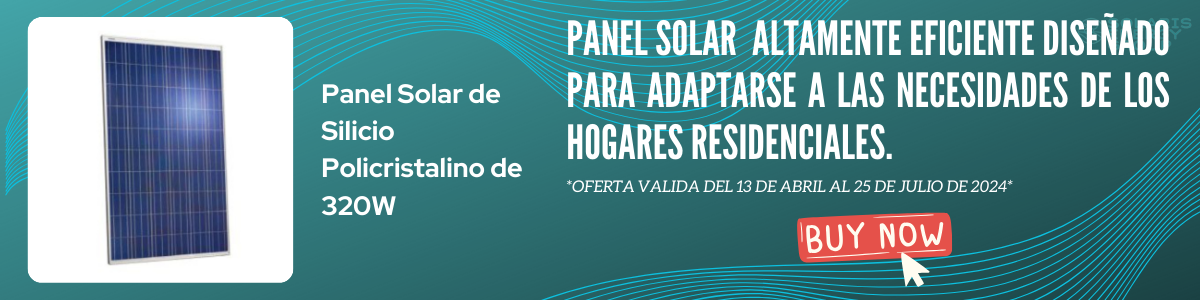 Panel Solar de
Silicio
Policristalino de
320W
PANEL SOLAR ALTAMENTE EFICIENTE DISEÑADO
PARA ADAPTARSE A LAS NECESIDADES DE LOS
HOGARES RESIDENCIALES.
*OFERTA VALIDA DEL 13 DE ABRIL AL 25 DE JULIO DE 2024*
BUY NOW